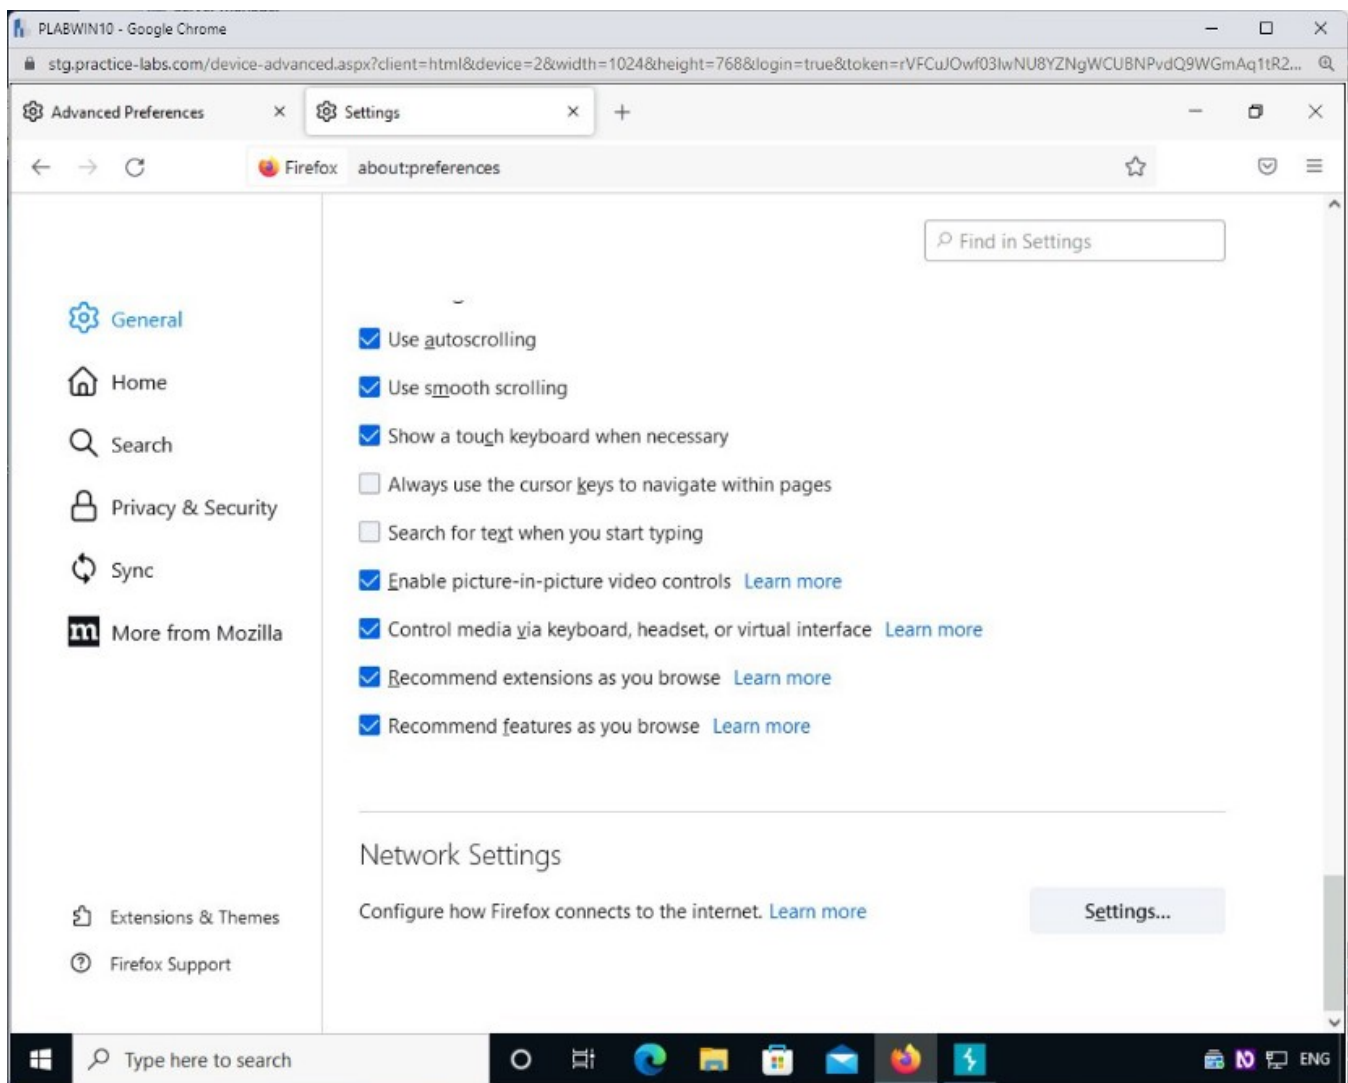 PLABWIN10 - Google Chrome
stg.practice-labs.com/device-advanced.aspx?client=html&device=2&width=1024&height=768&login=true&token=rVFCuJOwf03IwNU8YZNgWCUBNPvdQ9WGmAq1tR2...
Advanced Preferences
Settings
Firefox about:preferences
Find in Settings
General
Home
Search
Privacy & Security
Sync
m More from Mozilla
Extensions & Themes
Firefox Support
Use autoscrolling
Use smooth scrolling
Show a touch keyboard when necessary
Always use the cursor keys to navigate within pages
Search for text when you start typing
Enable picture-in-picture video controls Learn more
Control media via keyboard, headset, or virtual interface Learn more
Recommend extensions as you browse Learn more
Recommend features as you browse Learn more
Network Settings
Configure how Firefox connects to the internet. Learn more
Settings...
Type here to search
ENG